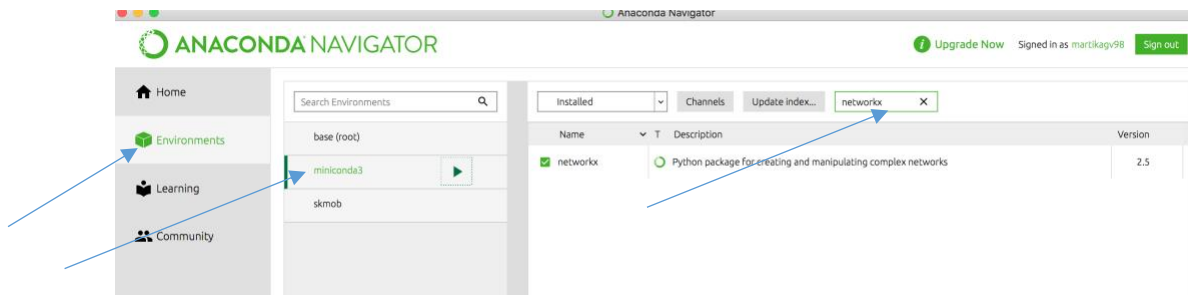 Anaconda Navigator
ANACONDA NAVIGATOR
Upgrade Now Signed in as martikagv98 Sign out
Home
Environments
Learning
Community
Search Environments
base (root)
miniconda3
skmob
Installed Channels Update index... networkx X
Name T Description Version
networkx Python package for creating and manipulating complex networks 2.5